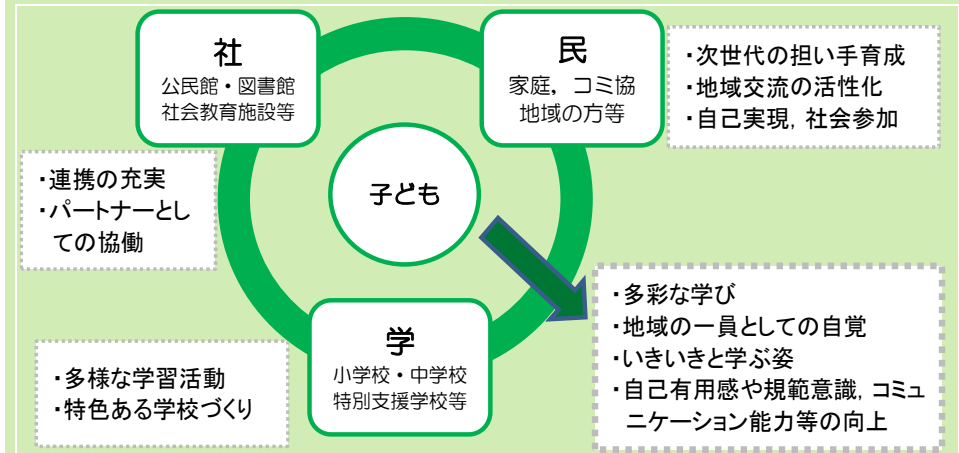 社
公民館・図書館
社会教育施設等
民
家庭，コミ協
地域の方等
・次世代の担い手育成
・地域交流の活性化
・自己実現，社会参加
・連携の充実
・パートナーとし
ての協働
子ども
学
小学校・中学校
特別支援学校等
・多様な学習活動
・特色ある学校づくり
・多彩な学び
・地域の一員としての自覚
・いきいきと学ぶ姿
・自己有用感や規範意識，コミュ
ニケーション能力等の向上